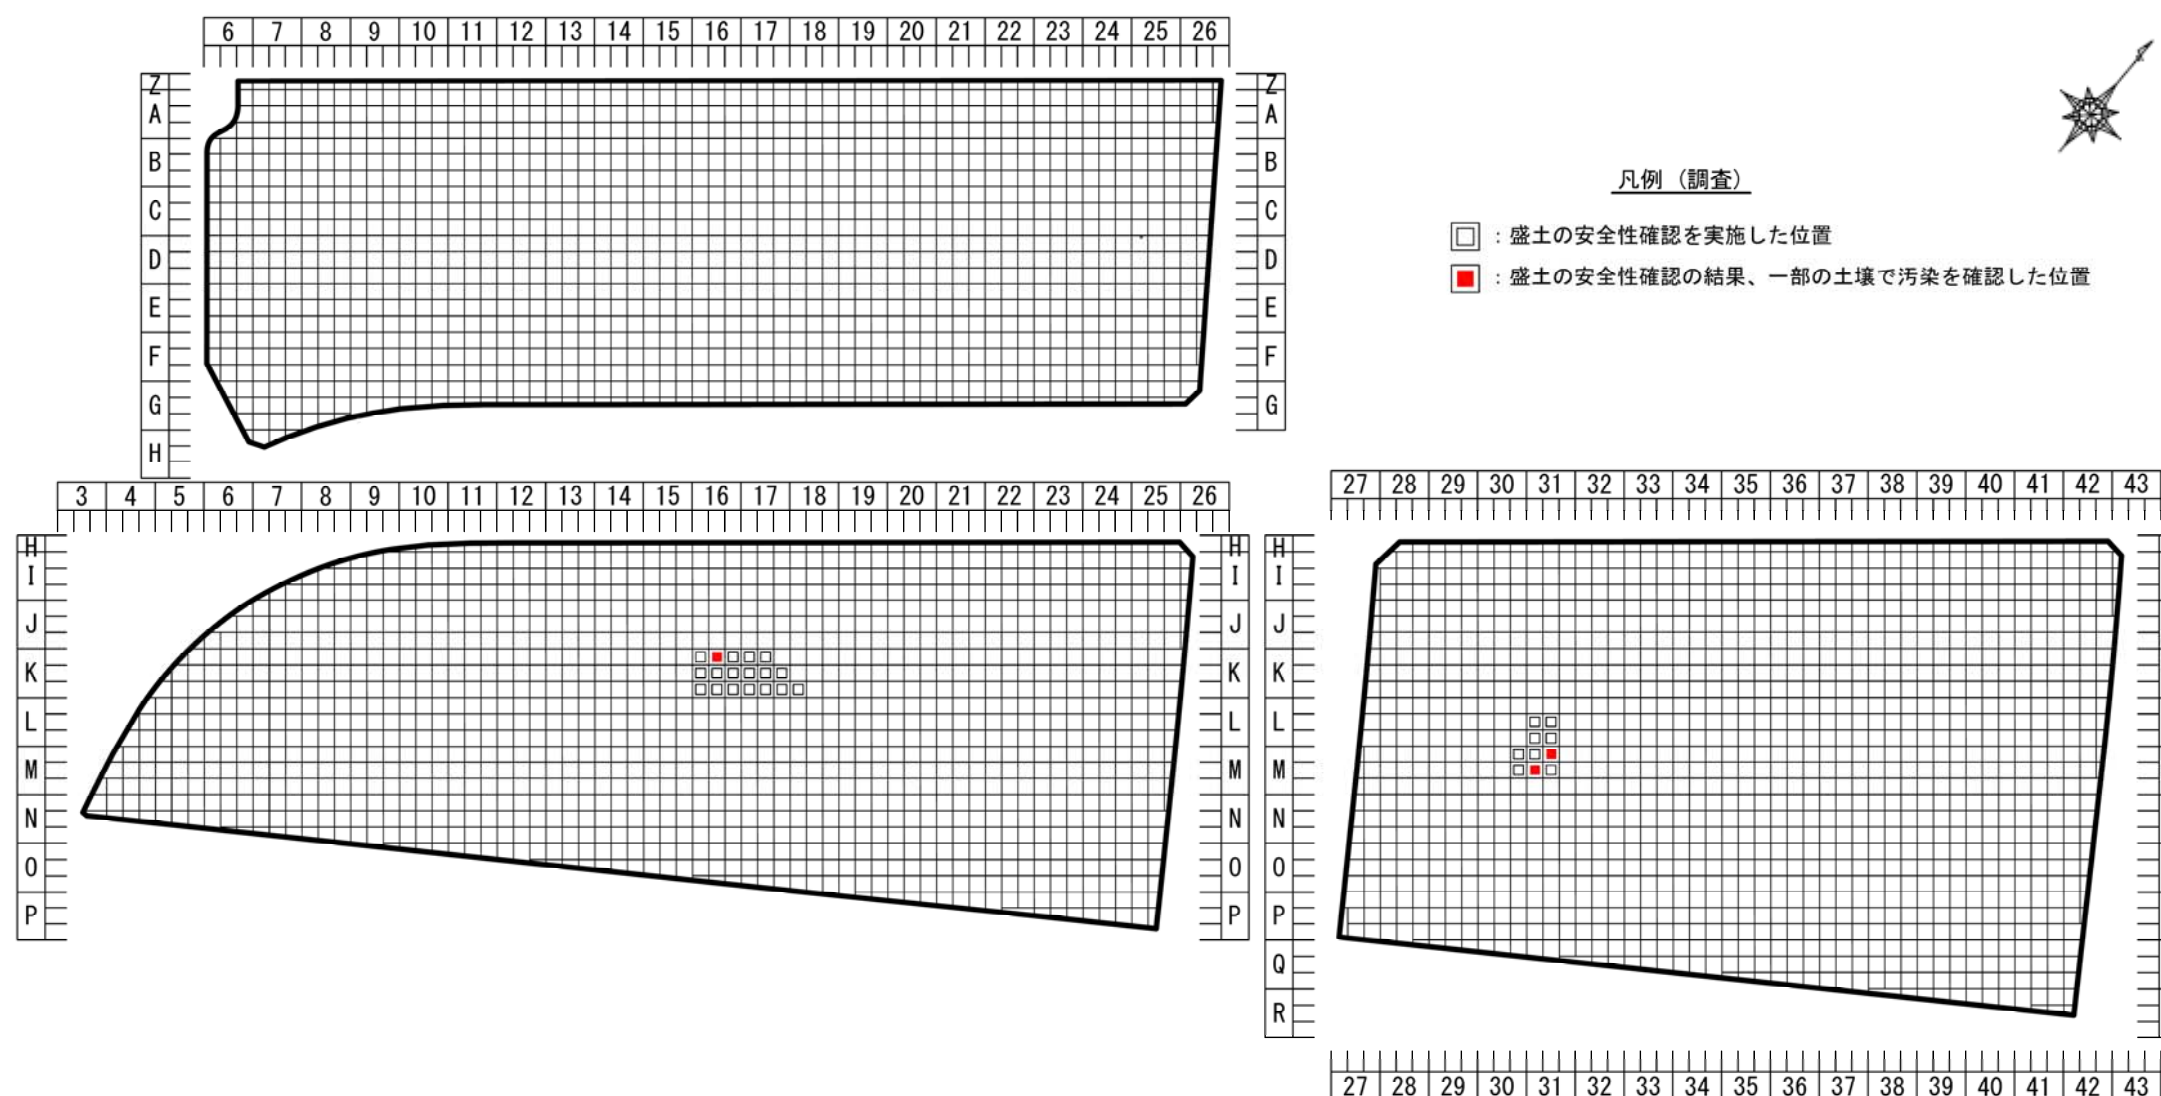 6 7 8 9 10 11 12 13 14 15 16 17 18 19 20 21 22 23 24 25 26
Z Z
A A
B B
C C
D D
E E
F F
G G
H
凡例（調査）
：盛土の安全性確認を実施した位置
：盛土の安全性確認の結果、一部の土壌で汚染を確認した位置
3 4 5 6 7 8 9 10 11 12 13 14 15 16 17 18 19 20 21 22 23 24 25 26
H H
I I
J J
K K
L L
M M
N N
O O
P P
27 28 29 30 31 32 33 34 35 36 37 38 39 40 41 42 43
H
I
J
K
L
M
N
O
P
Q
R
27 28 29 30 31 32 33 34 35 36 37 38 39 40 41 42 43